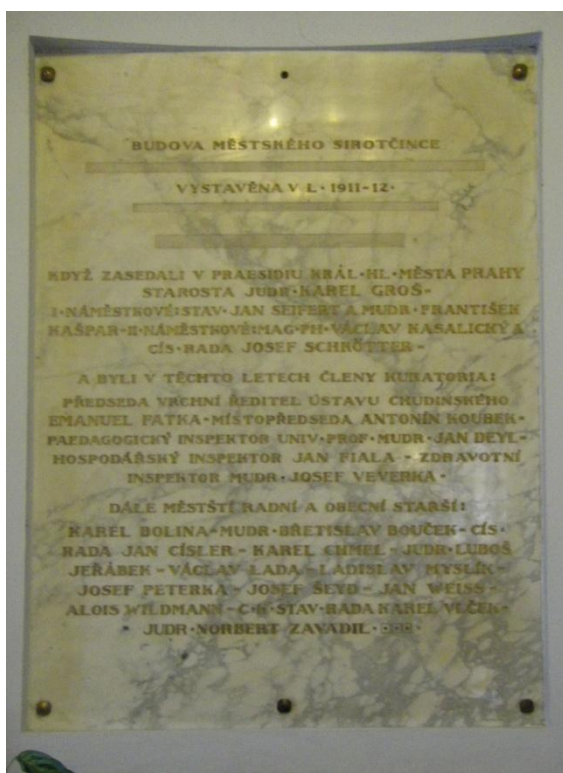 BUDOVA MĚSTSKÉHO SIROTČINCE
VYSTAVĚNA V L · 1911-12 ·
KDYŽ ZASEDALI V PRAESIDIU KRÁL · HL · MĚSTA PRAHY
STAROSTA JUDR · KAREL GROŠ -
I · NÁMĚSTKOVÉ: STAV · JAN SEIFERT A MUDR · FRANTIŠEK
KAŠPAR - II · NÁMĚSTKOVÉ: MAG · PH · VÁCLAV KASALICKÝ A
CÍS · RADA JOSEF SCHRÖTTER -
A BYLI V TĚCHTO LETECH ČLENY KURATORIA:
PŘEDSEDA VRCHNÍ ŘEDITEL ÚSTAVU CHUDINSKÉHO
EMANUEL FATKA - MÍSTOPŘEDSEDA ANTONÍN KOUBEK -
PAEDAGOGICKÝ INSPEKTOR UNIV · PROF · MUDR · JAN DEYL -
HOSPODÁŘSKÝ INSPEKTOR JAN FIALA - ZDRAVOTNÍ
INSPEKTOR MUDR · JOSEF VEVERKA ·
DÁLE MĚSTŠTÍ RADNÍ A OBECNÍ STARŠÍ:
KAREL BOLINA - MUDR · BŘETISLAV BOUČEK - CÍS ·
RADA JAN CÍSLER - KAREL CHMEL - JUDR · LUBOŠ
JEŘÁBEK - VÁCLAV LADA - LADISLAV MYSLÍK -
JOSEF PETERKA - JOSEF ŠEYD - JAN WEISS -
ALOIS WILDMANN - C · K · STAV · RADA KAREL VLČEK -
JUDR · NORBERT ZAVADIL ·